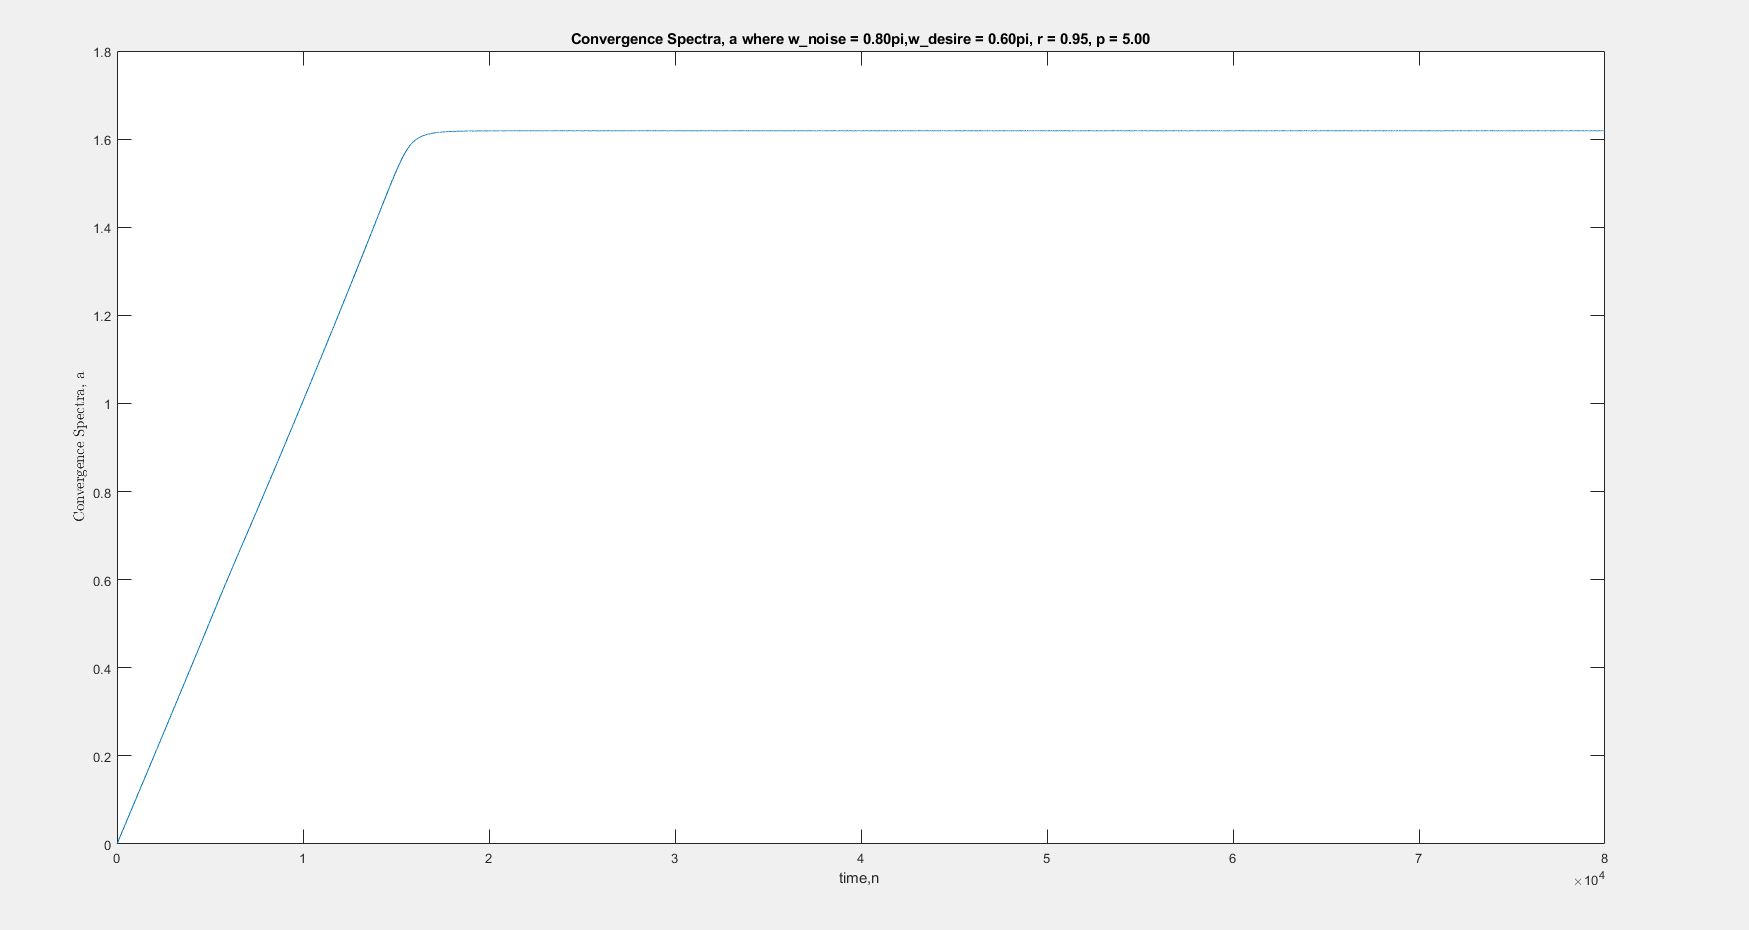 Convergence Spectra, a where w_noise = 0.80pi,w_desire = 0.60pi, r = 0.95, p = 5.00
1.8
1.6
1.4
1.2
1
0.8
0.6
0.4
0.2
0
Convergence Spectra, a
0 1 2 3 4 5 6 7 8
time,n
×10⁴